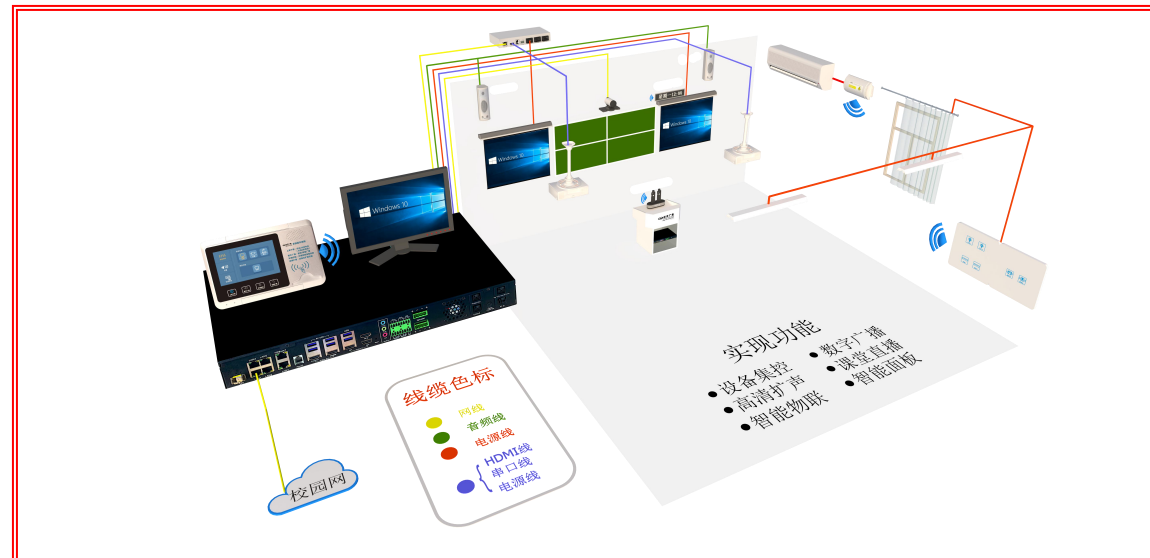 Windows 10
Windows 10
Windows 10
实现功能
设备集控
高清扩声
智能物联
数字广播
课堂直播
智能面板
线缆色标
网线
音频线
电源线
HDMI线
串口线
电源线
校园网